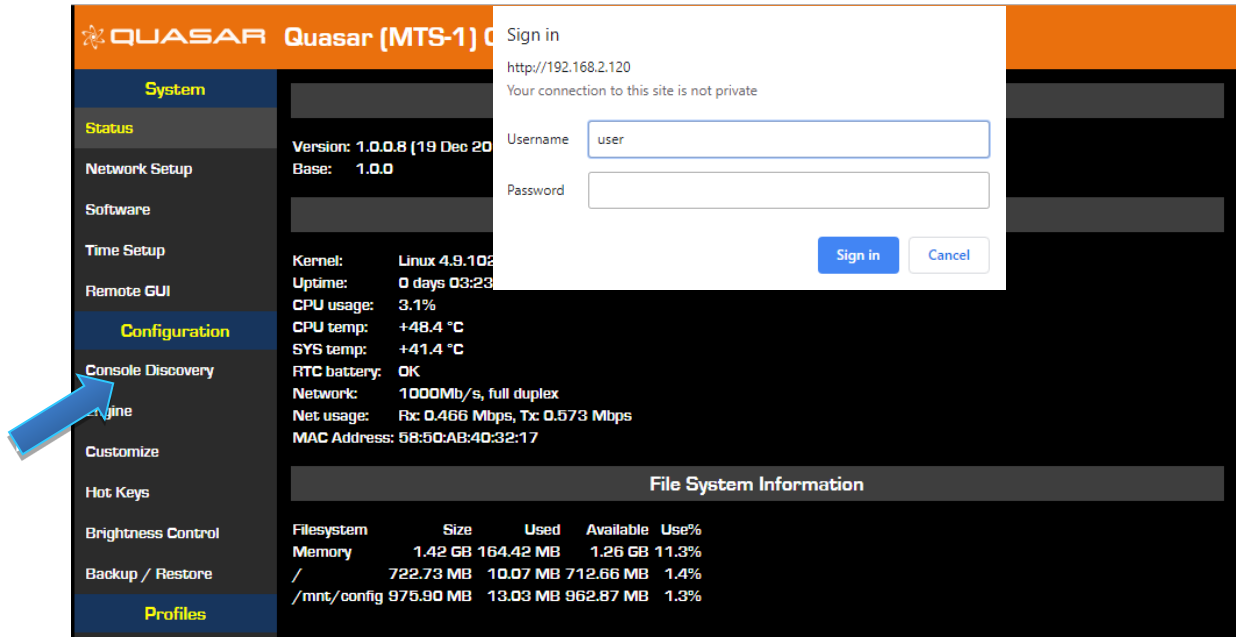 QUASAR Quasar (MTS-1)
System
Status
Network Setup
Software
Time Setup
Remote GUI
Configuration
Console Discovery
Customize
Hot Keys
Brightness Control
Backup / Restore
Profiles
Version: 1.0.0.8 (19 Dec 20
Base: 1.0.0
Kernel: Linux 4.9.102
Uptime: 0 days 03:23
CPU usage: 3.1%
CPU temp: +48.4 °C
SYS temp: +41.4 °C
RTC battery: OK
Network: 1000Mb/s, full duplex
Net usage: Rx: 0.466 Mbps, Tx: 0.573 Mbps
MAC Address: 58:50:AB:40:32:17
File System Information
Filesystem Size Used Available Use%
Memory 1.42 GB 164.42 MB 1.26 GB 11.3%
/ 722.73 MB 10.07 MB 712.66 MB 1.4%
/mnt/config 975.90 MB 13.03 MB 962.87 MB 1.3%
Sign in
http://192.168.2.120
Your connection to this site is not private
Username user
Password
Sign in Cancel